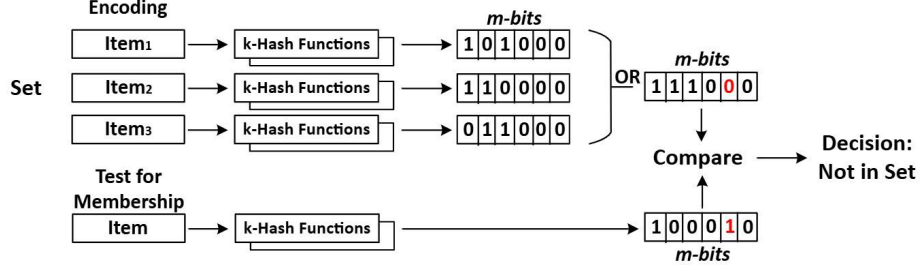 Encoding
m-bits
Item1 k-Hash Functions 1 0 1 0 0 0
OR m-bits
Set Item2 k-Hash Functions 1 1 0 0 0 0 1 1 1 0 0 0
Item3 k-Hash Functions 0 1 1 0 0 0
Compare Decision:
Not in Set
Test for
Membership
Item k-Hash Functions 1 0 0 0 1 0
m-bits